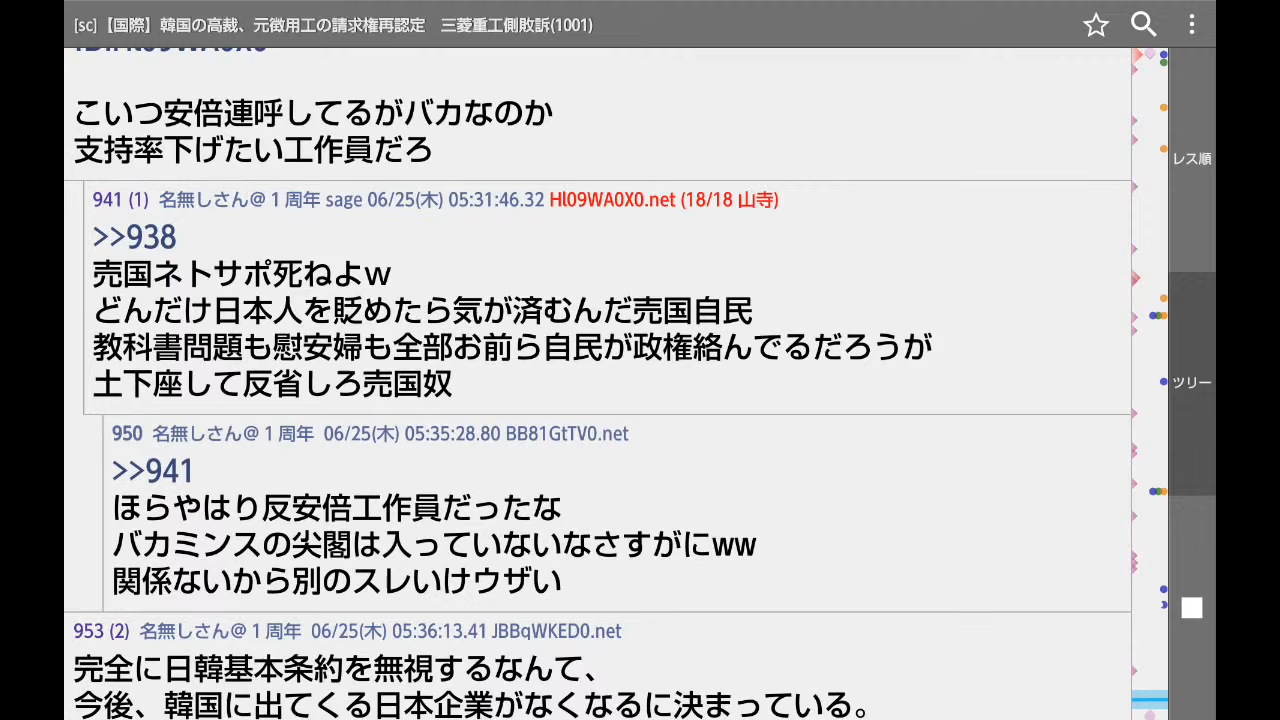 [sc]【国際】韓国の高裁、元徴用工の請求権再認定　三菱重工側敗訴(1001)
こいつ安倍連呼してるがバカなのか
支持率下げたい工作員だろ
941 (1) 名無しさん@１周年 sage 06/25(木) 05:31:46.32 Hl09WA0X0.net (18/18 山寺)
>>938
売国ネトサポ死ねよw
どんだけ日本人を貶めたら気が済むんだ売国自民
教科書問題も慰安婦も全部お前ら自民が政権絡んでるだろうが
土下座して反省しろ売国奴
950 名無しさん@１周年 06/25(木) 05:35:28.80 BB81GtTV0.net
>>941
ほらやはり反安倍工作員だったな
バカミンスの尖閣は入っていないなさすがにww
関係ないから別のスレいけウザい
953 (2) 名無しさん@１周年 06/25(木) 05:36:13.41 JBBqWKED0.net
完全に日韓基本条約を無視するなんて、
今後、韓国に出てくる日本企業がなくなるに決まっている。
レス順
ツリー